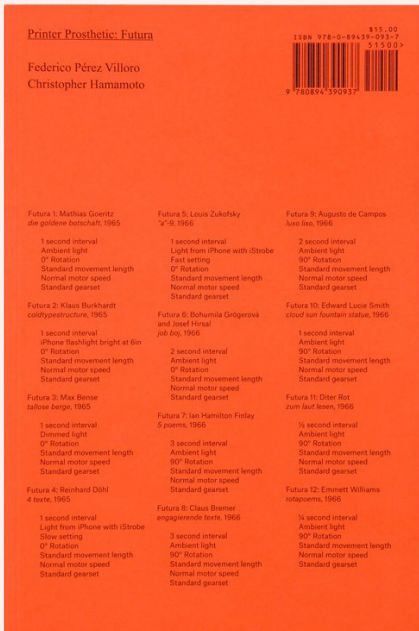 Printer Prosthetic: Futura
Federico Pérez Villoro
Christopher Hamamoto
$15.00
ISBN 978-0-89439-093-7
51500>
9 780894 390937
Futura 1: Mathias Goeritz
die goldene botschaft, 1965
1 second interval
Ambient light
0° Rotation
Standard movement length
Normal motor speed
Standard gearset
Futura 2: Klaus Burkhardt
coldtypestructure, 1965
1 second interval
iPhone flashlight bright at 6in
0° Rotation
Standard movement length
Normal motor speed
Standard gearset
Futura 3: Max Bense
tallose berge, 1965
1 second interval
Dimmed light
0° Rotation
Standard movement length
Normal motor speed
Standard gearset
Futura 4: Reinhard Döhl
4 texte, 1965
1 second interval
Light from iPhone with iStrobe
Slow setting
0° Rotation
Standard movement length
Normal motor speed
Standard gearset
Futura 5: Louis Zukofsky
"a"-9, 1966
1 second interval
Light from iPhone with iStrobe
Fast setting
0° Rotation
Standard movement length
Normal motor speed
Standard gearset
Futura 6: Bohumila Grögerová
and Josef Hirsal
job boj, 1966
2 second interval
Ambient light
0° Rotation
Standard movement length
Normal motor speed
Standard gearset
Futura 7: Ian Hamilton Finlay
5 poems, 1966
3 second interval
Ambient light
90° Rotation
Standard movement length
Normal motor speed
Standard gearset
Futura 8: Claus Bremer
engagierende texte, 1966
3 second interval
Ambient light
90° Rotation
Standard movement length
Normal motor speed
Standard gearset
Futura 9: Augusto de Campos
luxo lixo, 1966
2 second interval
Ambient light
90° Rotation
Standard movement length
Normal motor speed
Standard gearset
Futura 10: Edward Lucie Smith
cloud sun fountain statue, 1966
1 second interval
Ambient light
90° Rotation
Standard movement length
Normal motor speed
Standard gearset
Futura 11: Diter Rot
zum laut lesen, 1966
½ second interval
Ambient light
90° Rotation
Standard movement length
Normal motor speed
Standard gearset
Futura 12: Emmett Williams
rotapoems, 1966
¼ second interval
Ambient light
90° Rotation
Standard movement length
Normal motor speed
Standard gearset